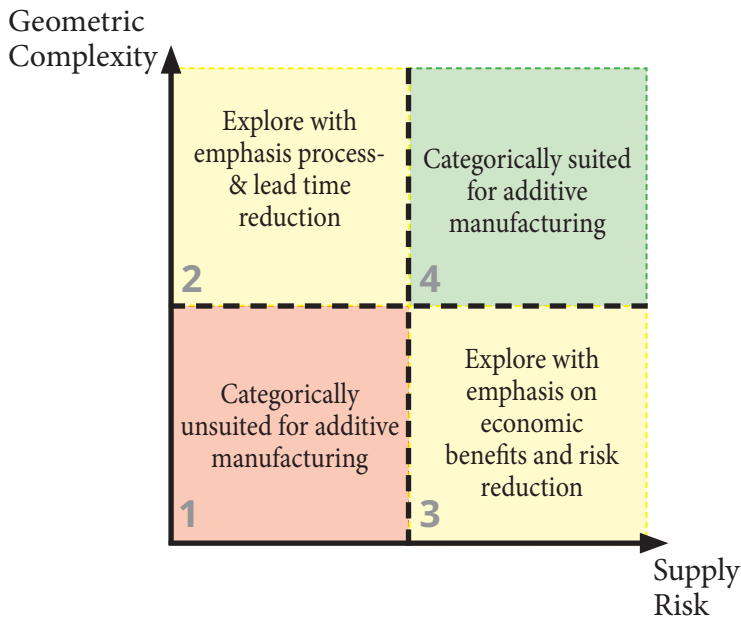 Geometric
Complexity
Explore with
emphasis process-
& lead time
reduction
2
Categorically suited
for additive
manufacturing
4
Categorically
unsuited for additive
manufacturing
1
Explore with
emphasis on
economic
benefits and risk
reduction
3
Supply
Risk